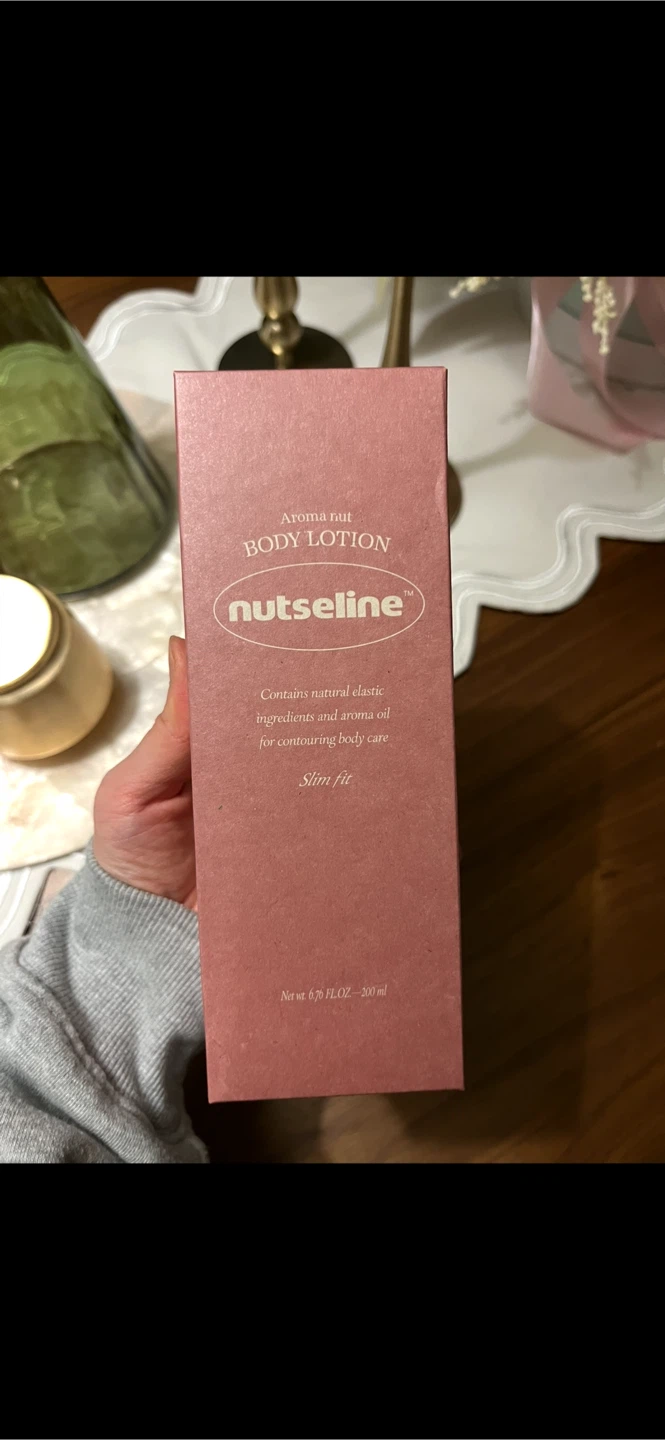 Aroma nut
BODY LOTION
nutseline™
Contains natural elastic
ingredients and aroma oil
for contouring body care
Slim fit
Net wt. 6.76 FL.OZ.—200 ml